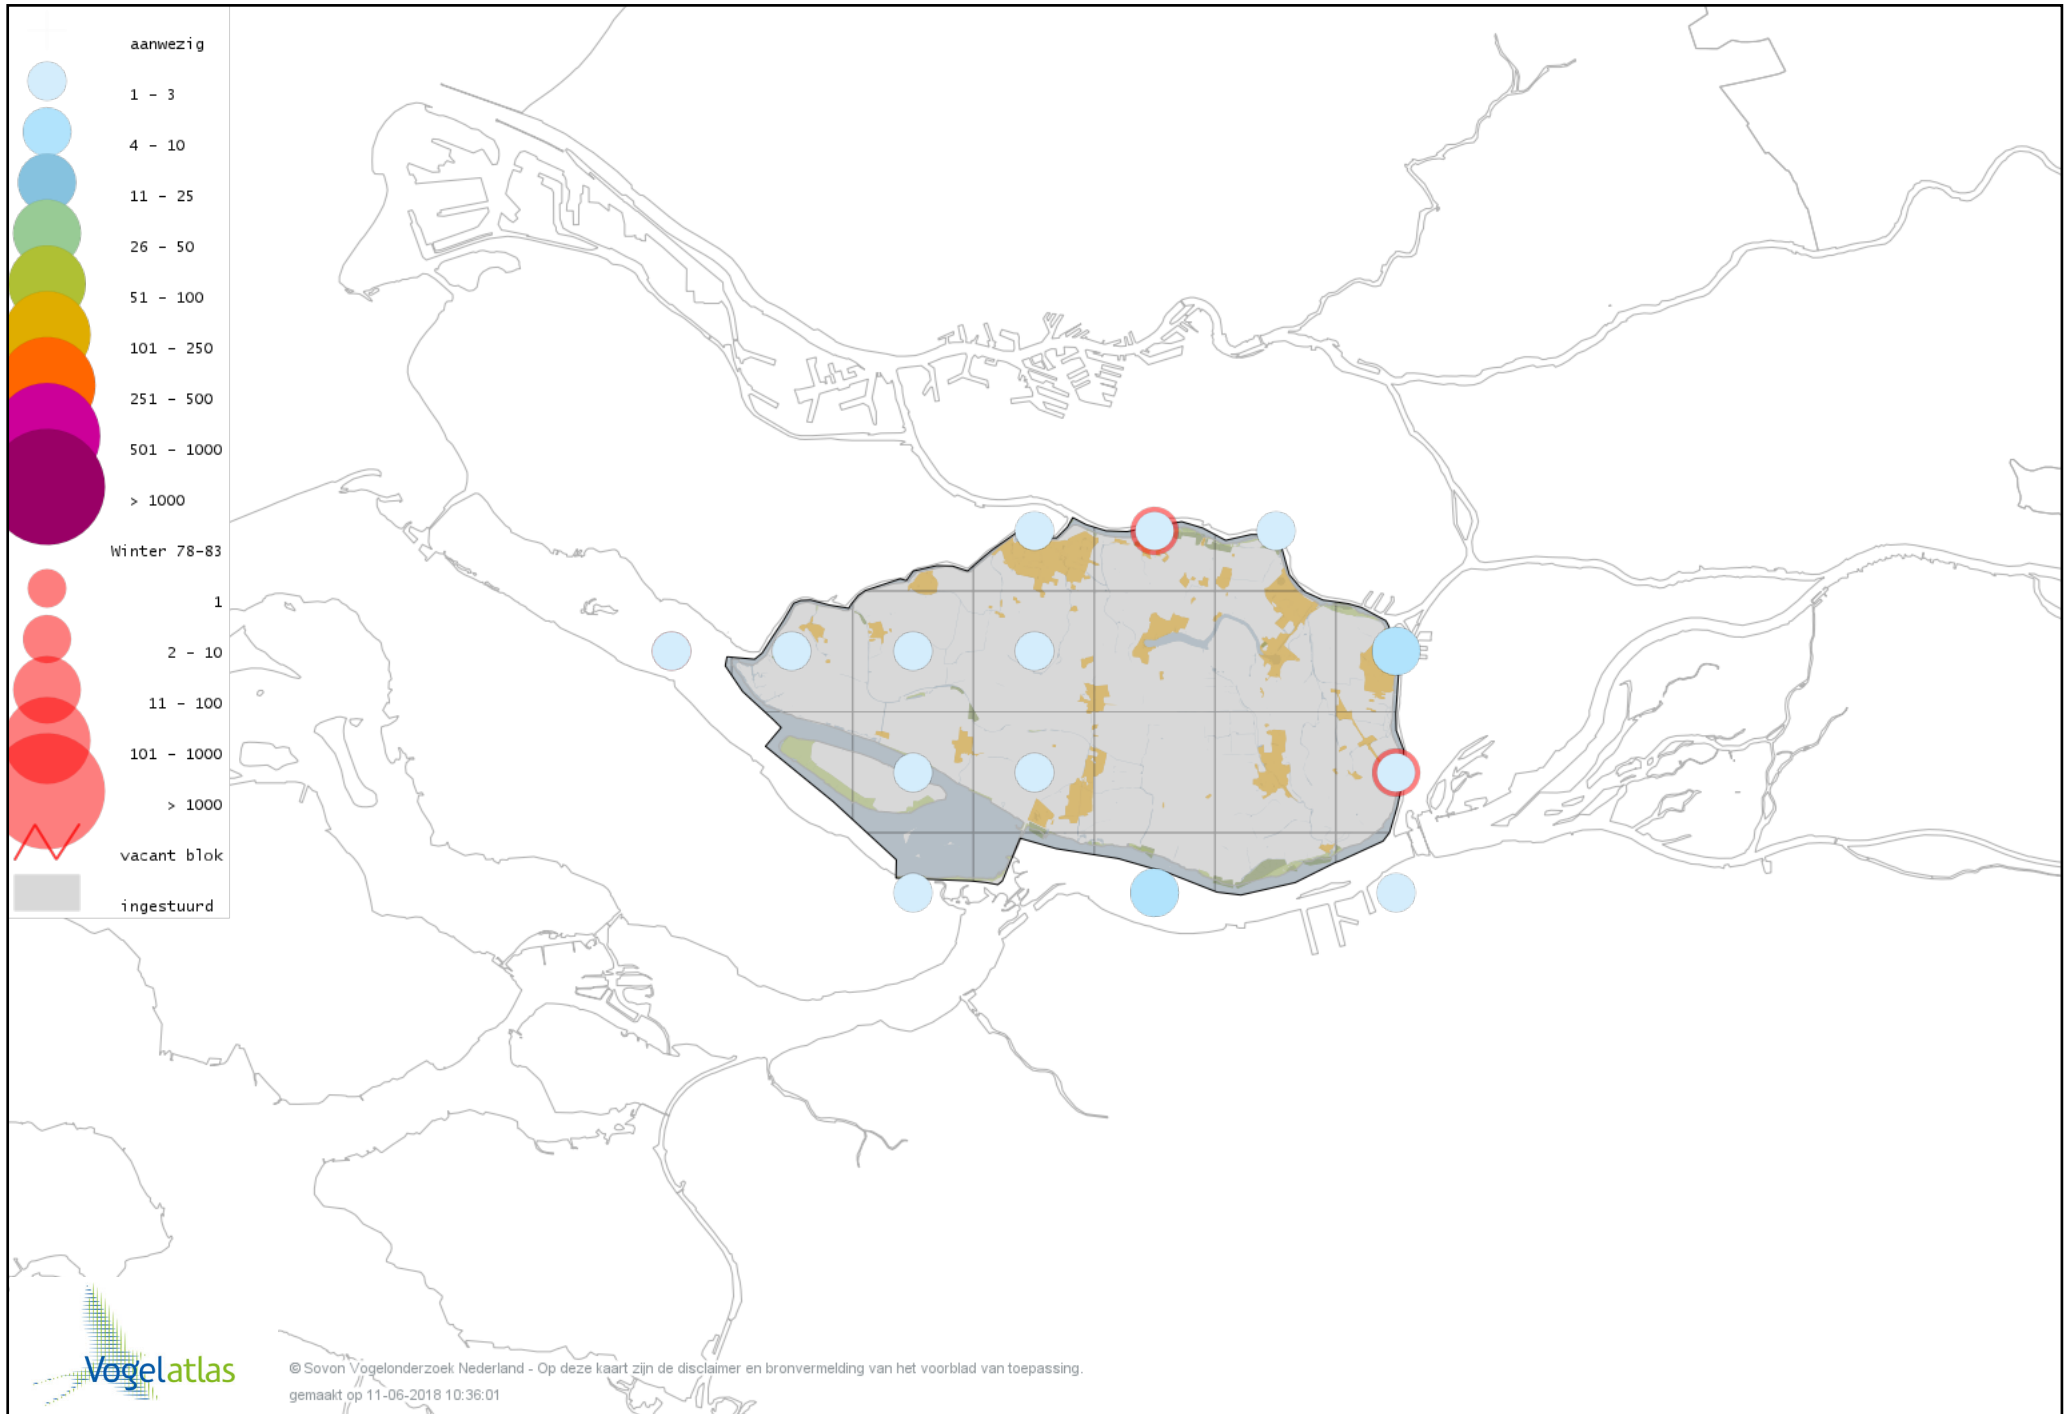 aanwezig
1 - 3
4 - 10
11 - 25
26 - 50
51 - 100
101 - 250
251 - 500
501 - 1000
> 1000
Winter 78-83
1
2 - 10
11 - 100
101 - 1000
> 1000
vacant blok
ingestuurd
Vogelatlas
© Sovon Vogelonderzoek Nederland - Op deze kaart zijn de disclaimer en bronvermelding van het voorblad van toepassing.
gemaakt op 11-06-2018 10:36:01